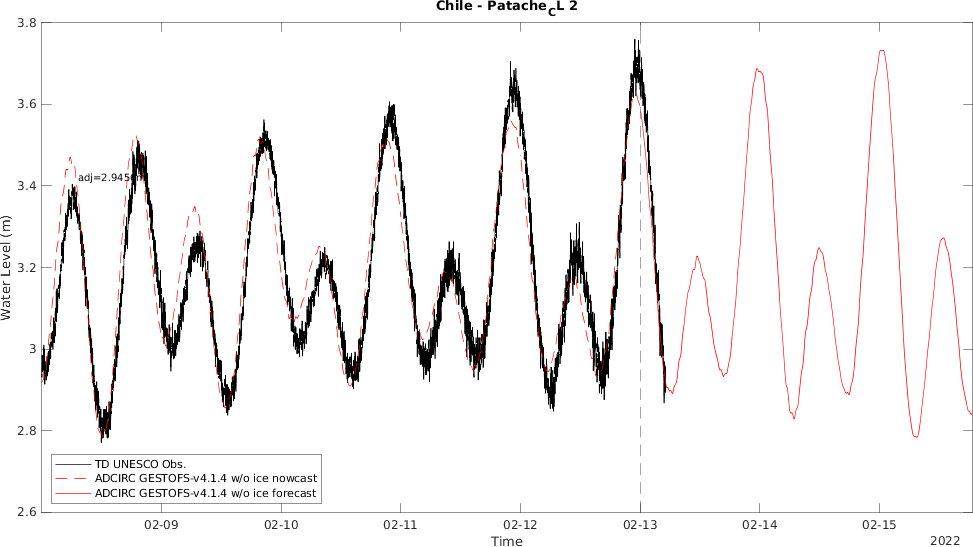 Chile - Patache_CL 2
3.8
3.6
3.4
3.2
3
2.8
2.6
Water Level (m)
adj=2.945
TD UNESCO Obs.
ADCIRC GESTOFS-v4.1.4 w/o ice nowcast
ADCIRC GESTOFS-v4.1.4 w/o ice forecast
02-09 02-10 02-11 02-12 02-13 02-14 02-15
Time
2022